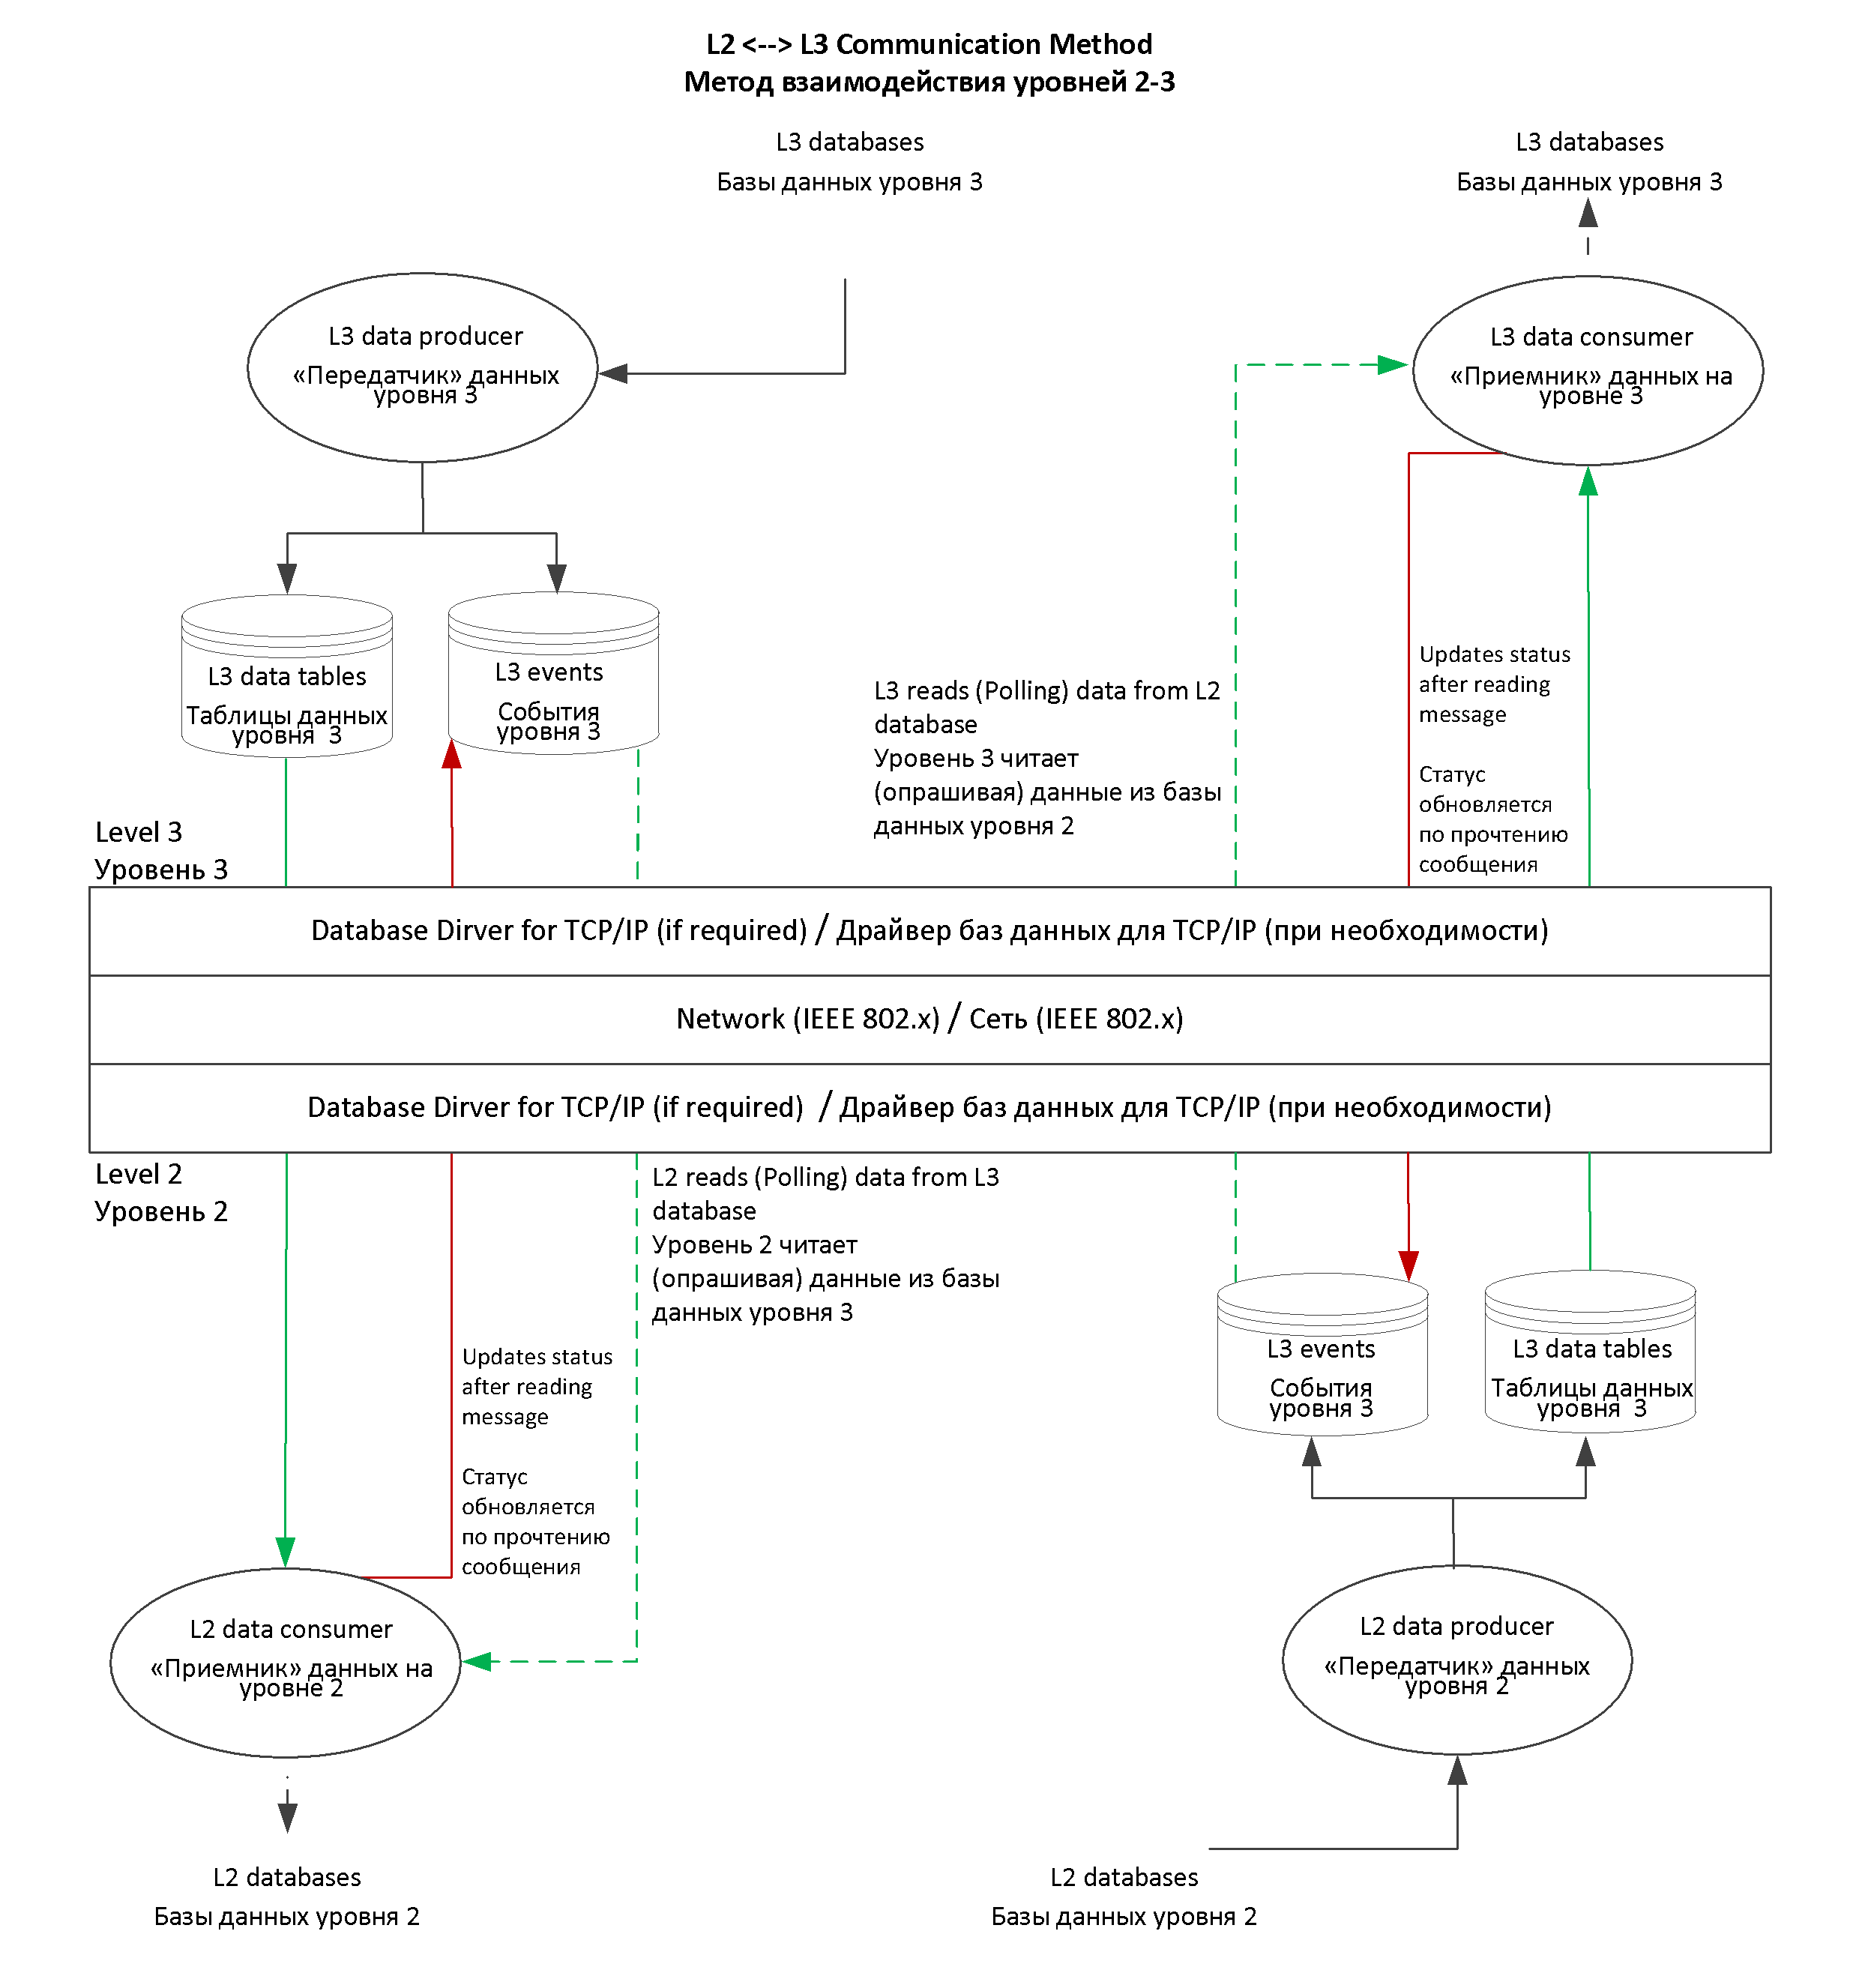 L2 <--> L3 Communication Method
Метод взаимодействия уровней 2-3
L3 databases
Базы данных уровня 3
L3 databases
Базы данных уровня 3
L3 data producer
«Передатчик» данных
уровня 3
L3 data consumer
«Приемник» данных на
уровне 3
L3 data tables
Таблицы данных
уровня 3
L3 events
События
уровня 3
L3 reads (Polling) data from L2
database
Уровень 3 читает
(опрашивая) данные из базы
данных уровня 2
Updates status
after reading
message
Статус
обновляется
по прочтению
сообщения
Level 3
Уровень 3
Database Dirver for TCP/IP (if required) / Драйвер баз данных для TCP/IP (при необходимости)
Network (IEEE 802.x) / Сеть (IEEE 802.x)
Database Dirver for TCP/IP (if required) / Драйвер баз данных для TCP/IP (при необходимости)
Level 2
Уровень 2
L2 reads (Polling) data from L3
database
Уровень 2 читает
(опрашивая) данные из базы
данных уровня 3
Updates status
after reading
message
Статус
обновляется
по прочтению
сообщения
L3 events
События
уровня 3
L3 data tables
Таблицы данных
уровня 3
L2 data consumer
«Приемник» данных на
уровне 2
L2 data producer
«Передатчик» данных
уровня 2
L2 databases
Базы данных уровня 2
L2 databases
Базы данных уровня 2